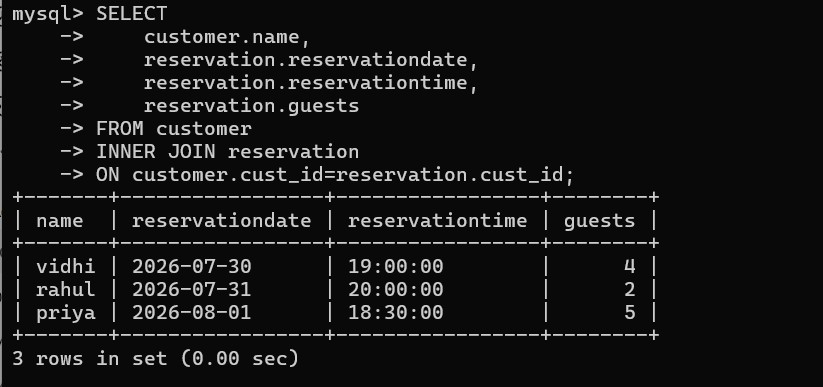 mysql> SELECT
    ->     customer.name,
    ->     reservation.reservationdate,
    ->     reservation.reservationtime,
    ->     reservation.guests
    -> FROM customer
    -> INNER JOIN reservation
    -> ON customer.cust_id=reservation.cust_id;
+-------+-----------------+-----------------+--------+
| name  | reservationdate | reservationtime | guests |
+-------+-----------------+-----------------+--------+
| vidhi | 2026-07-30      | 19:00:00        |      4 |
| rahul | 2026-07-31      | 20:00:00        |      2 |
| priya | 2026-08-01      | 18:30:00        |      5 |
+-------+-----------------+-----------------+--------+
3 rows in set (0.00 sec)